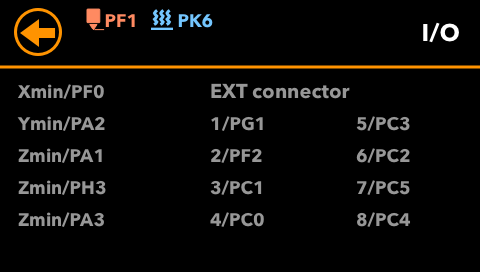 PF1 PK6 I/O
Xmin/PF0 EXT connector
Ymin/PA2 1/PG1 5/PC3
Zmin/PA1 2/PF2 6/PC2
Zmin/PH3 3/PC1 7/PC5
Zmin/PA3 4/PC0 8/PC4